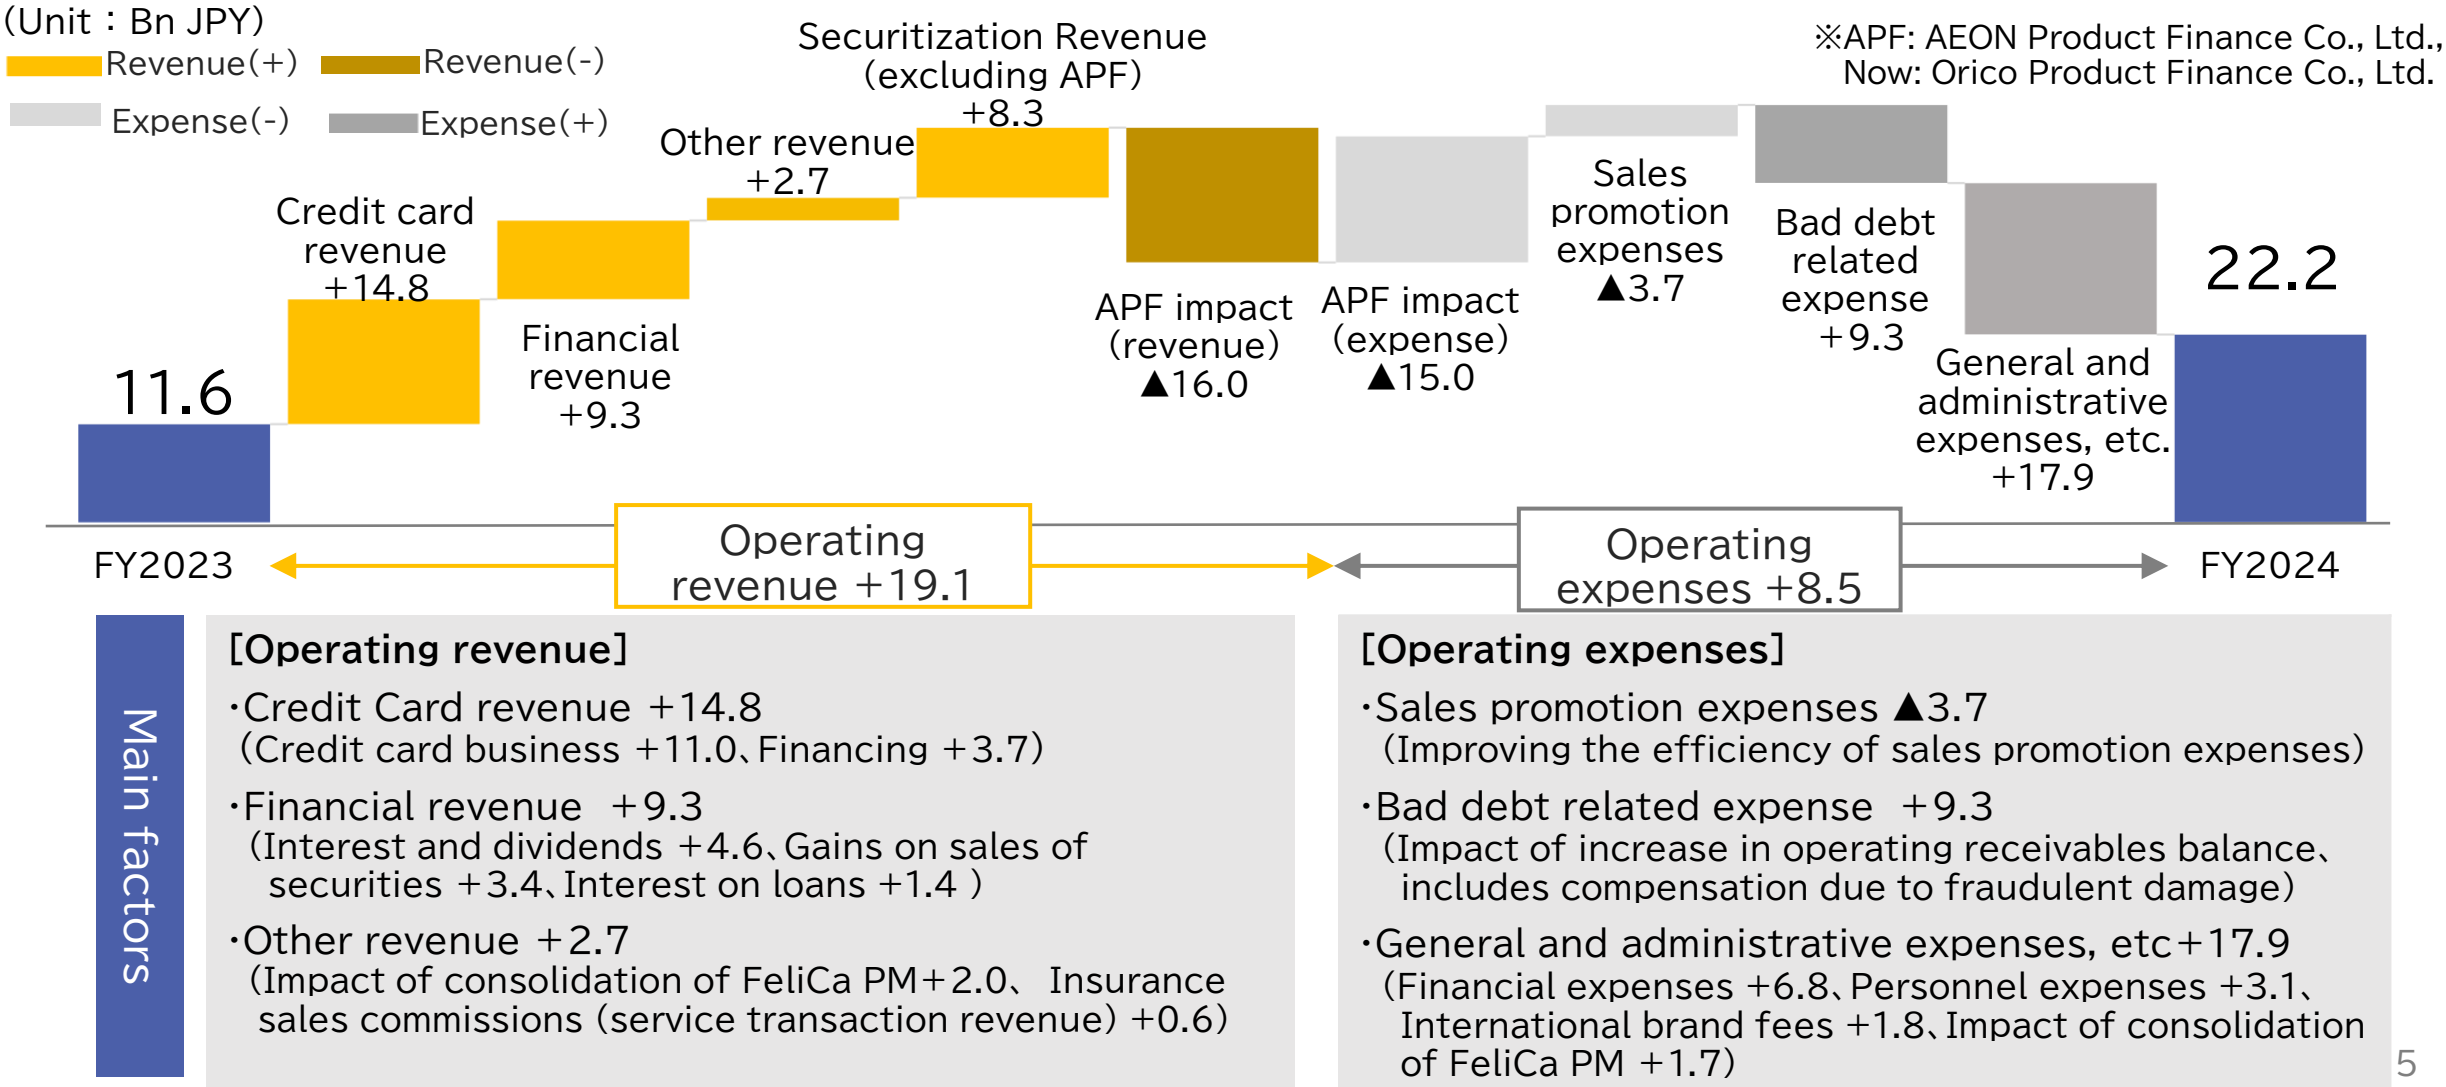 (Unit：Bn JPY)
Revenue(+)
Revenue(-)
Expense(-)
Expense(+)
※APF: AEON Product Finance Co., Ltd.,
Now: Orico Product Finance Co., Ltd.
11.6
Credit card
revenue
+14.8
Financial
revenue
+9.3
Other revenue
+2.7
Securitization Revenue
(excluding APF)
+8.3
APF impact
(revenue)
▲16.0
APF impact
(expense)
▲15.0
Sales
promotion
expenses
▲3.7
Bad debt
related
expense
+9.3
General and
administrative
expenses, etc.
+17.9
22.2
FY2023
Operating
revenue +19.1
Operating
expenses +8.5
FY2024
Main factors
[Operating revenue]
・Credit Card revenue +14.8
(Credit card business +11.0、Financing +3.7)
・Financial revenue +9.3
(Interest and dividends +4.6、Gains on sales of
securities +3.4、Interest on loans +1.4 )
・Other revenue +2.7
(Impact of consolidation of FeliCa PM+2.0、 Insurance
sales commissions (service transaction revenue) +0.6)
[Operating expenses]
・Sales promotion expenses ▲3.7
(Improving the efficiency of sales promotion expenses)
・Bad debt related expense +9.3
(Impact of increase in operating receivables balance、
includes compensation due to fraudulent damage)
・General and administrative expenses, etc+17.9
(Financial expenses +6.8、Personnel expenses +3.1、
International brand fees +1.8、Impact of consolidation
of FeliCa PM +1.7)
5